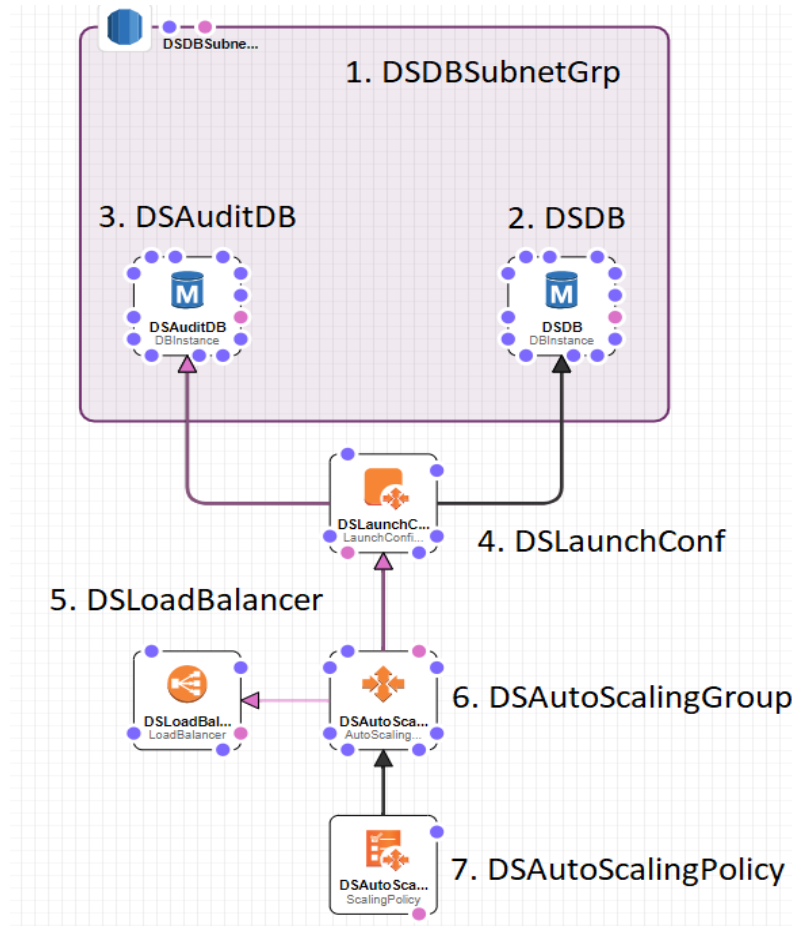 DSDBSubne...
1. DSDBSubnetGrp
3. DSAuditDB
2. DSDB
M
DSAuditDB
DBInstance
M
DSDB
DBInstance
DSLaunchC...
LaunchConfi...
4. DSLaunchConf
5. DSLoadBalancer
DSLoadBal...
LoadBalancer
DSAutoSca...
AutoScaling...
6. DSAutoScalingGroup
DSAutoSca...
ScalingPolicy
7. DSAutoScalingPolicy